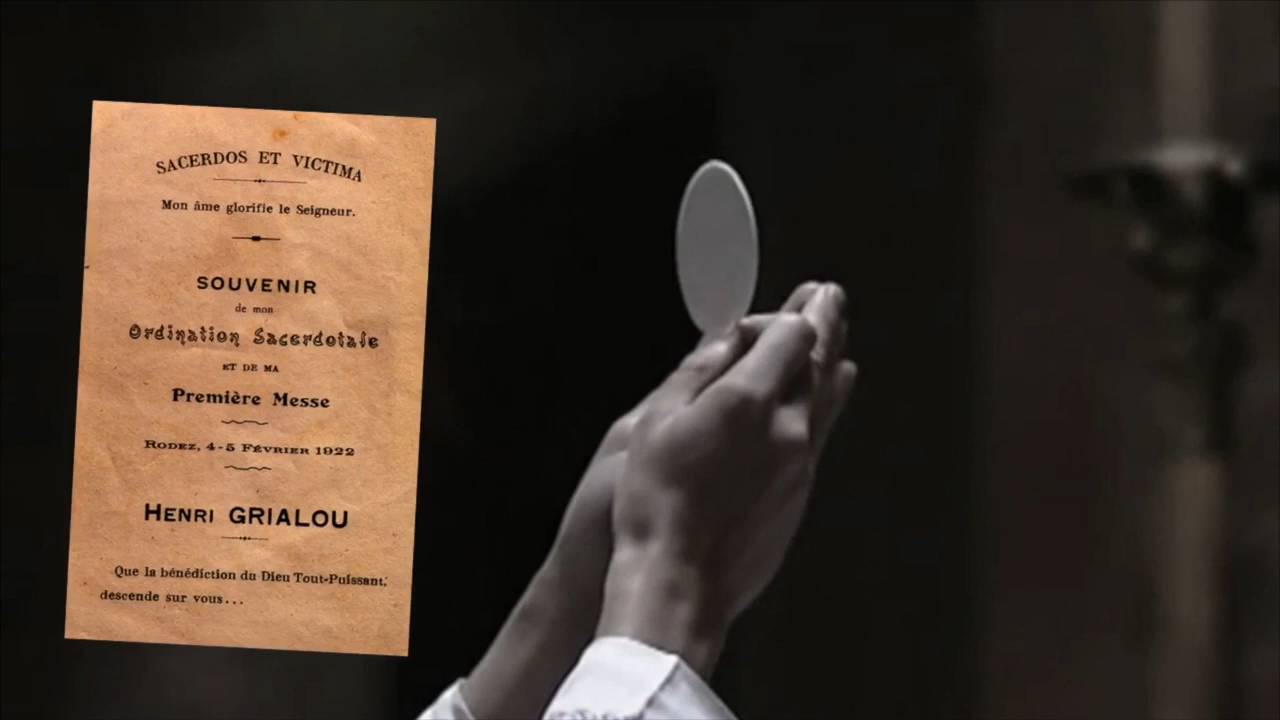 SACERDOS ET VICTIMA
Mon âme glorifie le Seigneur.
SOUVENIR
de mon
Ordination Sacerdotale
ET DE MA
Première Messe
RODEZ, 4-5 FÉVRIER 1922
HENRI GRIALOU
Que la bénédiction du Dieu Tout-Puissant,
descende sur vous...